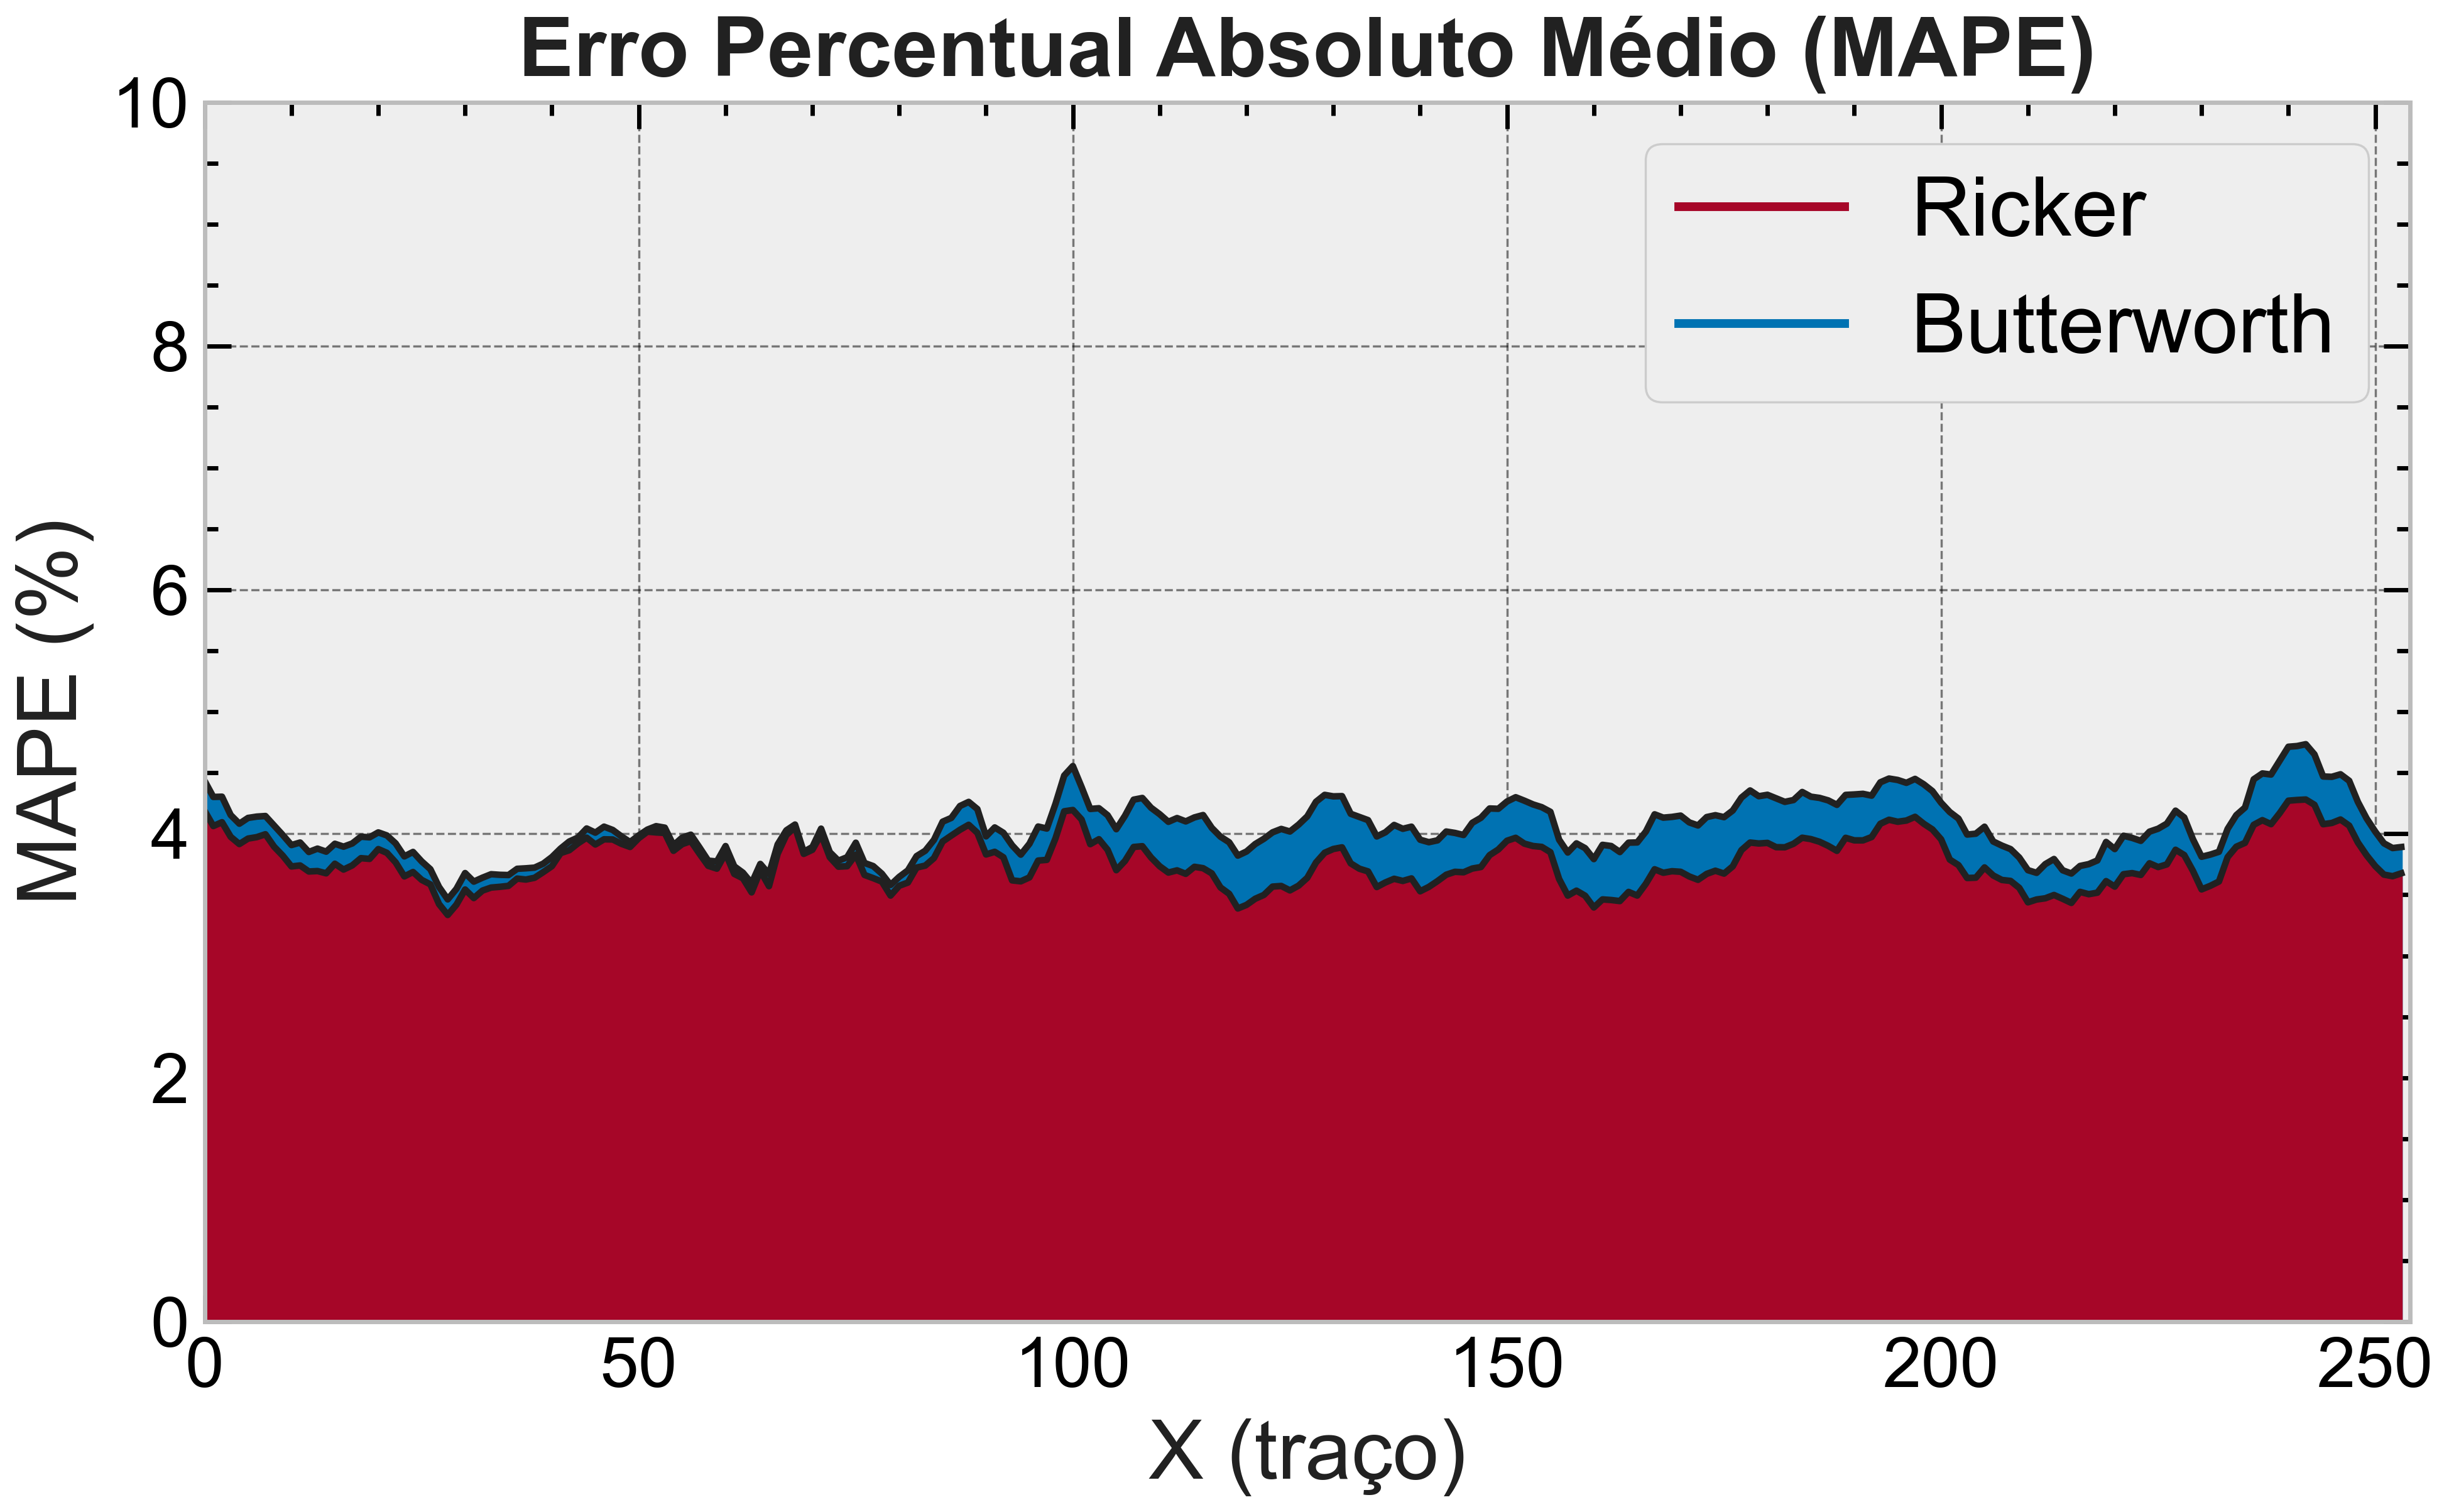 Erro Percentual Absoluto Médio (MAPE)
10
8
6
4
2
0
MAPE (%)
Ricker
Butterworth
0 50 100 150 200 250
X (traço)